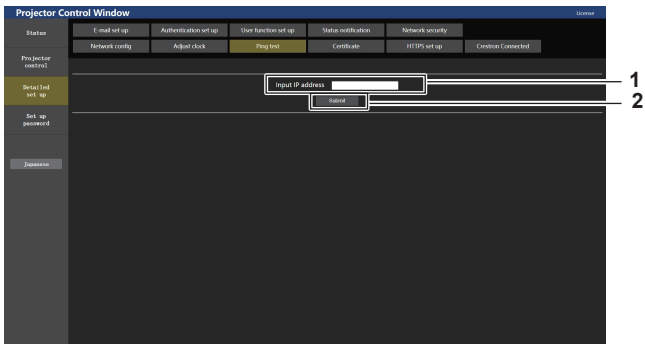 Projector Control Window License
Status E-mail set up Authentication set up User function set up Status notification Network security
Network config Adjust clock Ping test Certificate HTTPS set up Crestron Connected
Projector
control
Detailed
set up
Input IP address 1
Submit 2
Set up
password
Japanese